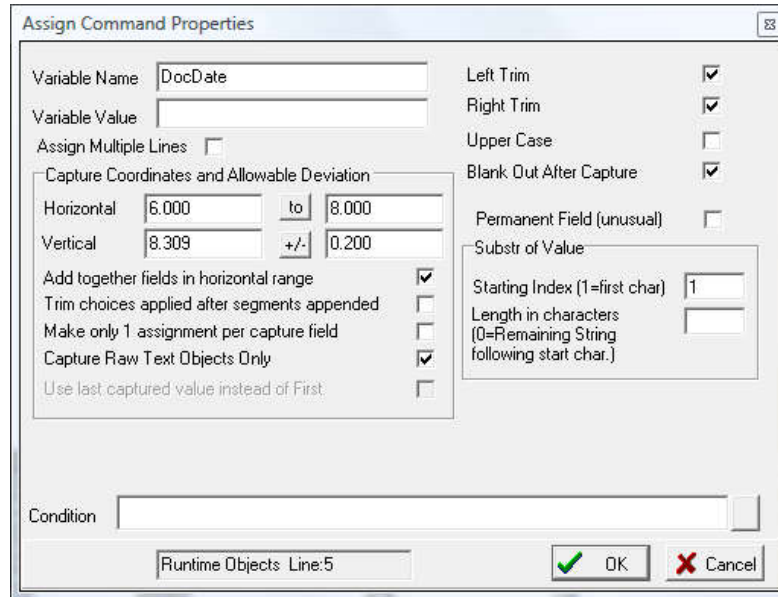 Assign Command Properties
Variable Name DocDate
Variable Value
Assign Multiple Lines
Capture Coordinates and Allowable Deviation
Horizontal 6.000 to 8.000
Vertical 8.309 +/- 0.200
Add together fields in horizontal range
Trim choices applied after segments appended
Make only 1 assignment per capture field
Capture Raw Text Objects Only
Use last captured value instead of First
Left Trim
Right Trim
Upper Case
Blank Out After Capture
Permanent Field (unusual)
Substr of Value
Starting Index (1=first char) 1
Length in characters
(0=Remaining String
following start char.)
Condition
Runtime Objects Line:5
OK
Cancel